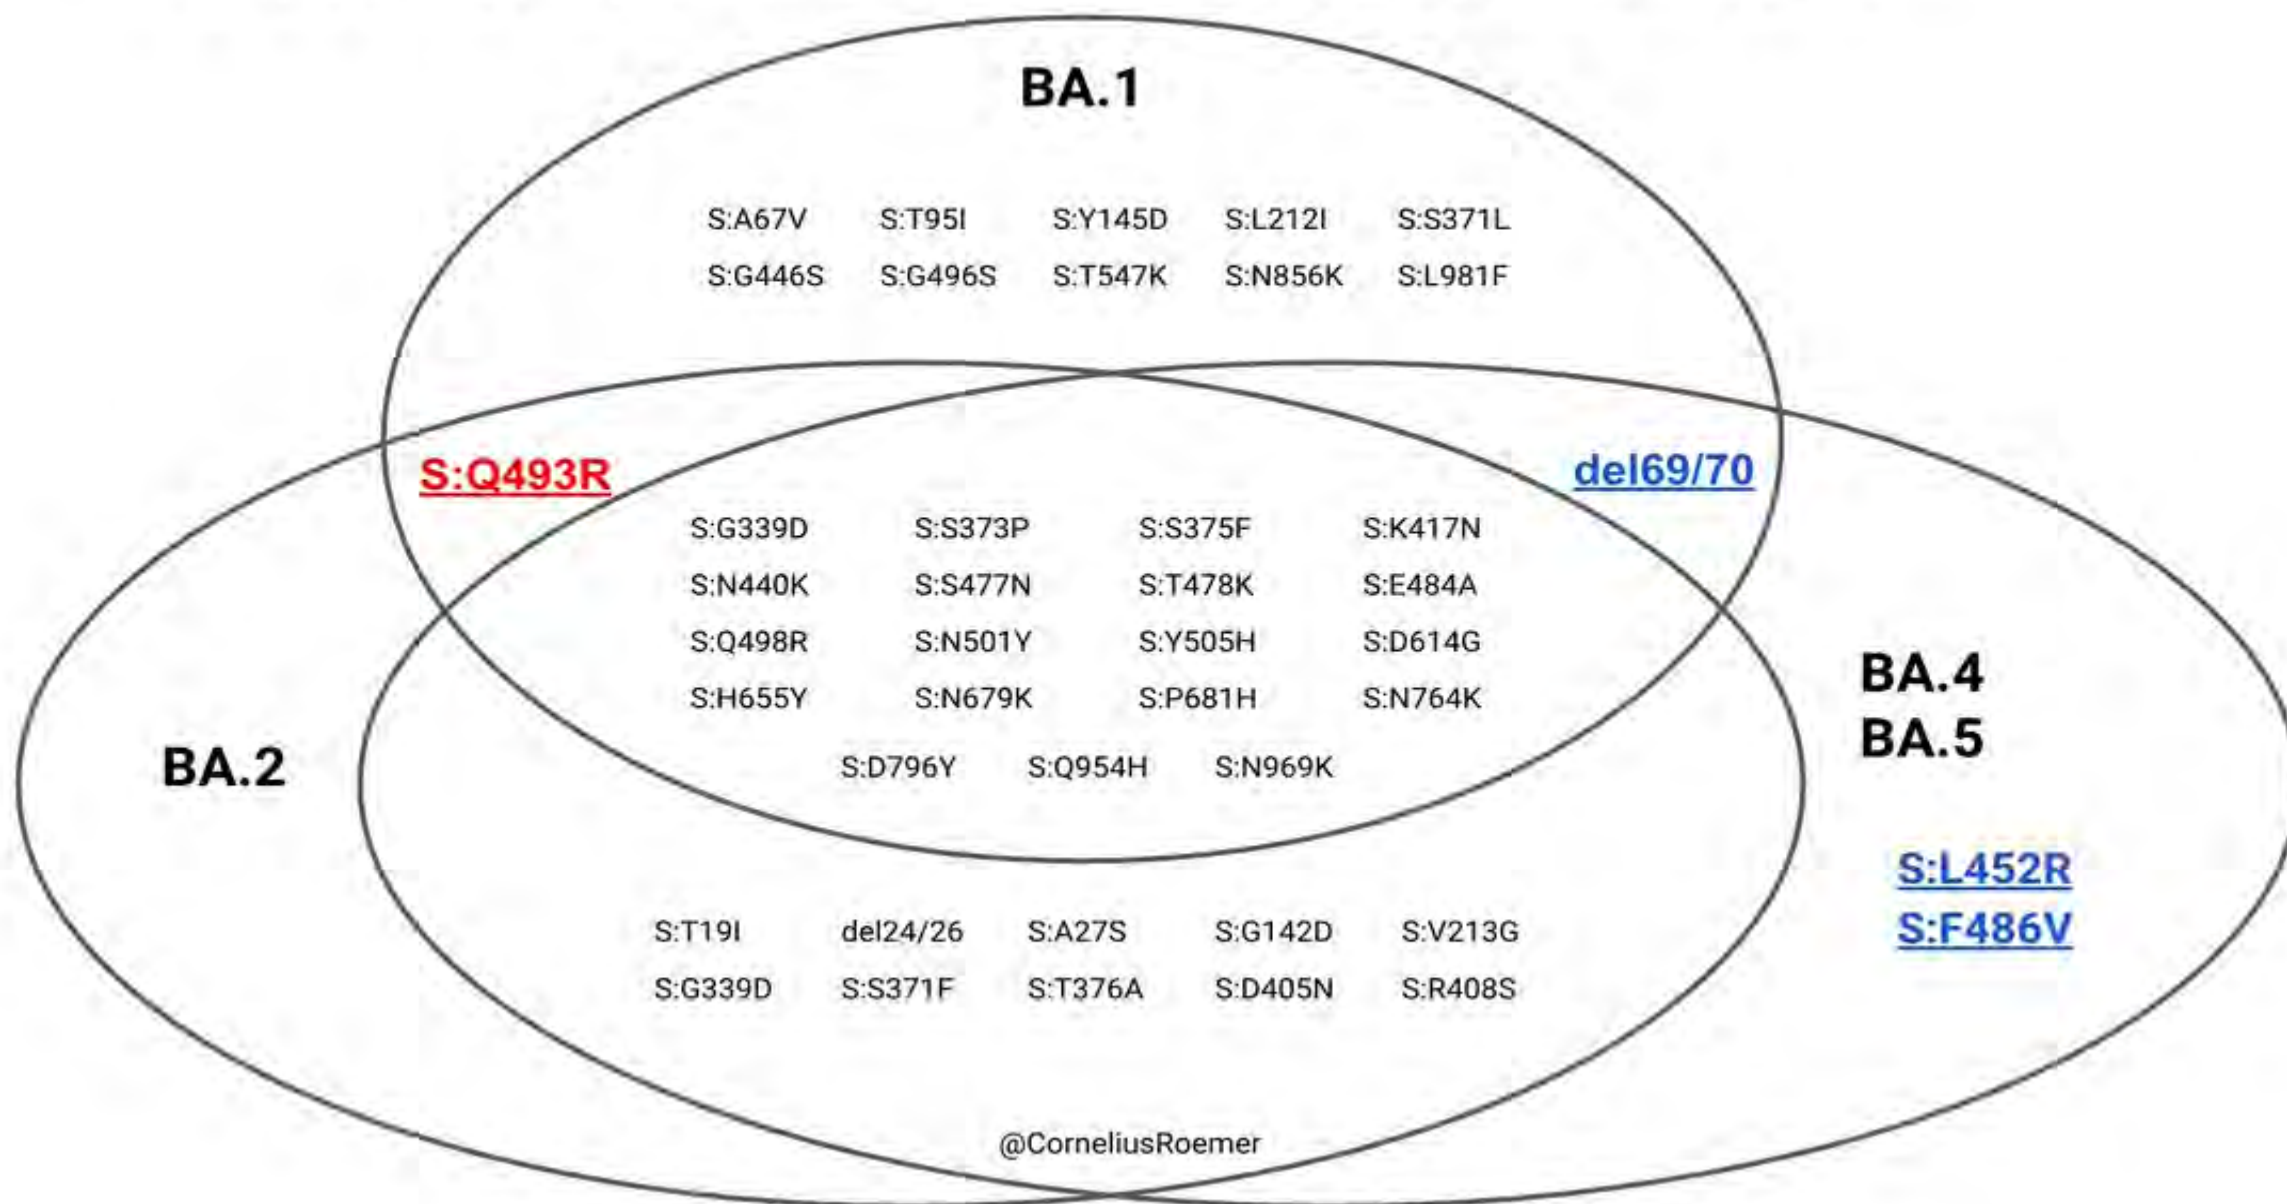 BA.1
S:A67V S:T95I S:Y145D S:L212I S:S371L
S:G446S S:G496S S:T547K S:N856K S:L981F
S:Q493R del69/70
S:G339D S:S373P S:S375F S:K417N
S:N440K S:S477N S:T478K S:E484A
S:Q498R S:N501Y S:Y505H S:D614G
S:H655Y S:N679K S:P681H S:N764K
S:D796Y S:Q954H S:N969K
BA.2
BA.4
BA.5
S:L452R
S:F486V
S:T19I del24/26 S:A27S S:G142D S:V213G
S:G339D S:S371F S:T376A S:D405N S:R408S
@CorneliusRoemer